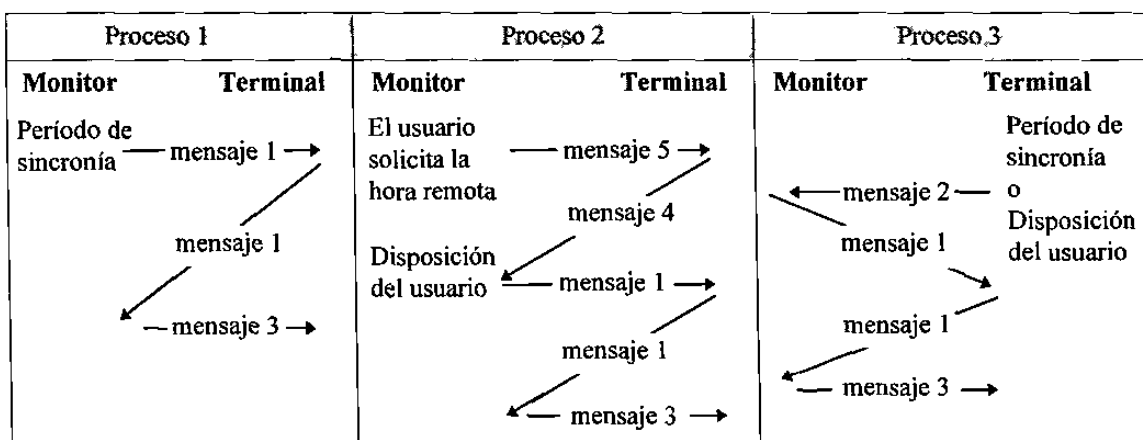 Proceso 1
Monitor Terminal
Período de
sincronía
mensaje 1
mensaje 1
mensaje 3
Proceso 2
Monitor Terminal
El usuario
solicita la
hora remota
mensaje 5
mensaje 4
Disposición
del usuario
mensaje 1
mensaje 1
mensaje 3
Proceso 3
Monitor Terminal
Período de
sincronía
o
Disposición
del usuario
mensaje 2
mensaje 1
mensaje 1
mensaje 3